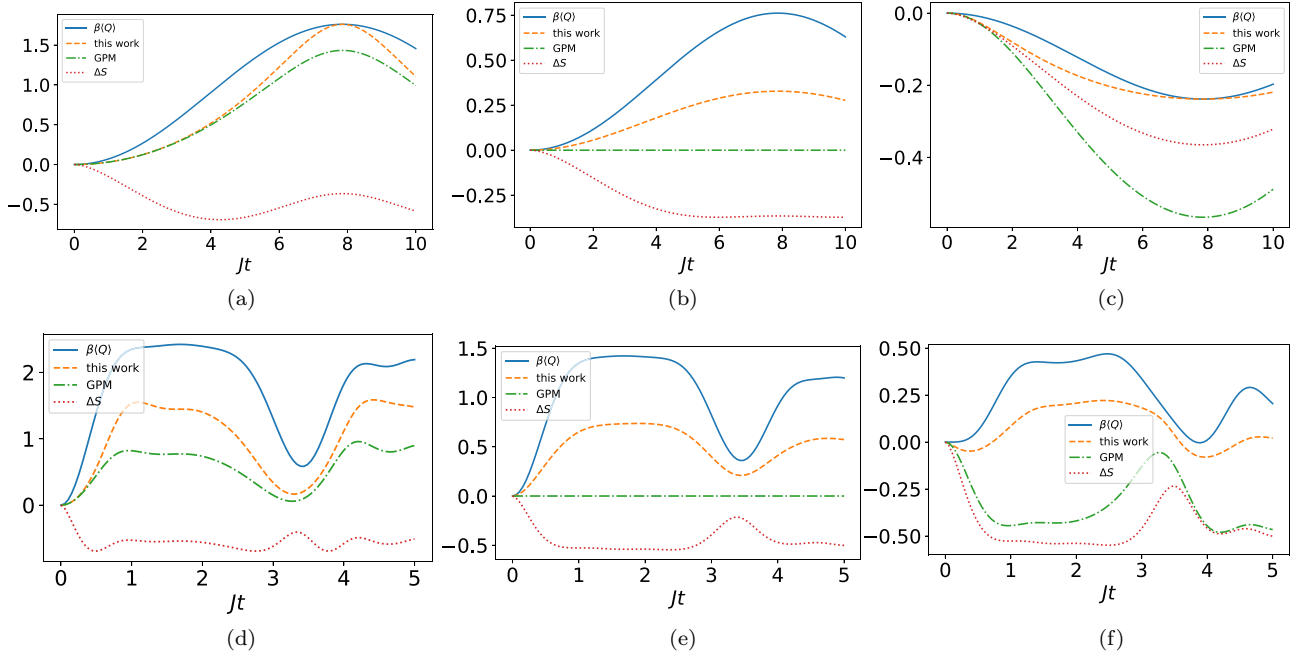 1.5
1.0
0.5
0.0
−0.5
β⟨Q⟩
this work
GPM
ΔS
0 2 4 6 8 10
Jt
(a)
0.75
0.50
0.25
0.00
−0.25
β⟨Q⟩
this work
GPM
ΔS
0 2 4 6 8 10
Jt
(b)
0.0
−0.2
−0.4
β⟨Q⟩
this work
GPM
ΔS
0 2 4 6 8 10
Jt
(c)
2
1
0
β⟨Q⟩
this work
GPM
ΔS
0 1 2 3 4 5
Jt
(d)
1.5
1.0
0.5
0.0
−0.5
β⟨Q⟩
this work
GPM
ΔS
0 1 2 3 4 5
Jt
(e)
0.50
0.25
0.00
−0.25
−0.50
β⟨Q⟩
this work
GPM
ΔS
0 1 2 3 4 5
Jt
(f)